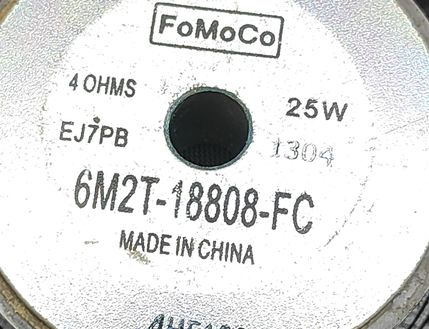 FoMoCo
4 OHMS
25W
EJ7PB
1304
6M2T-18808-FC
MADE IN CHINA